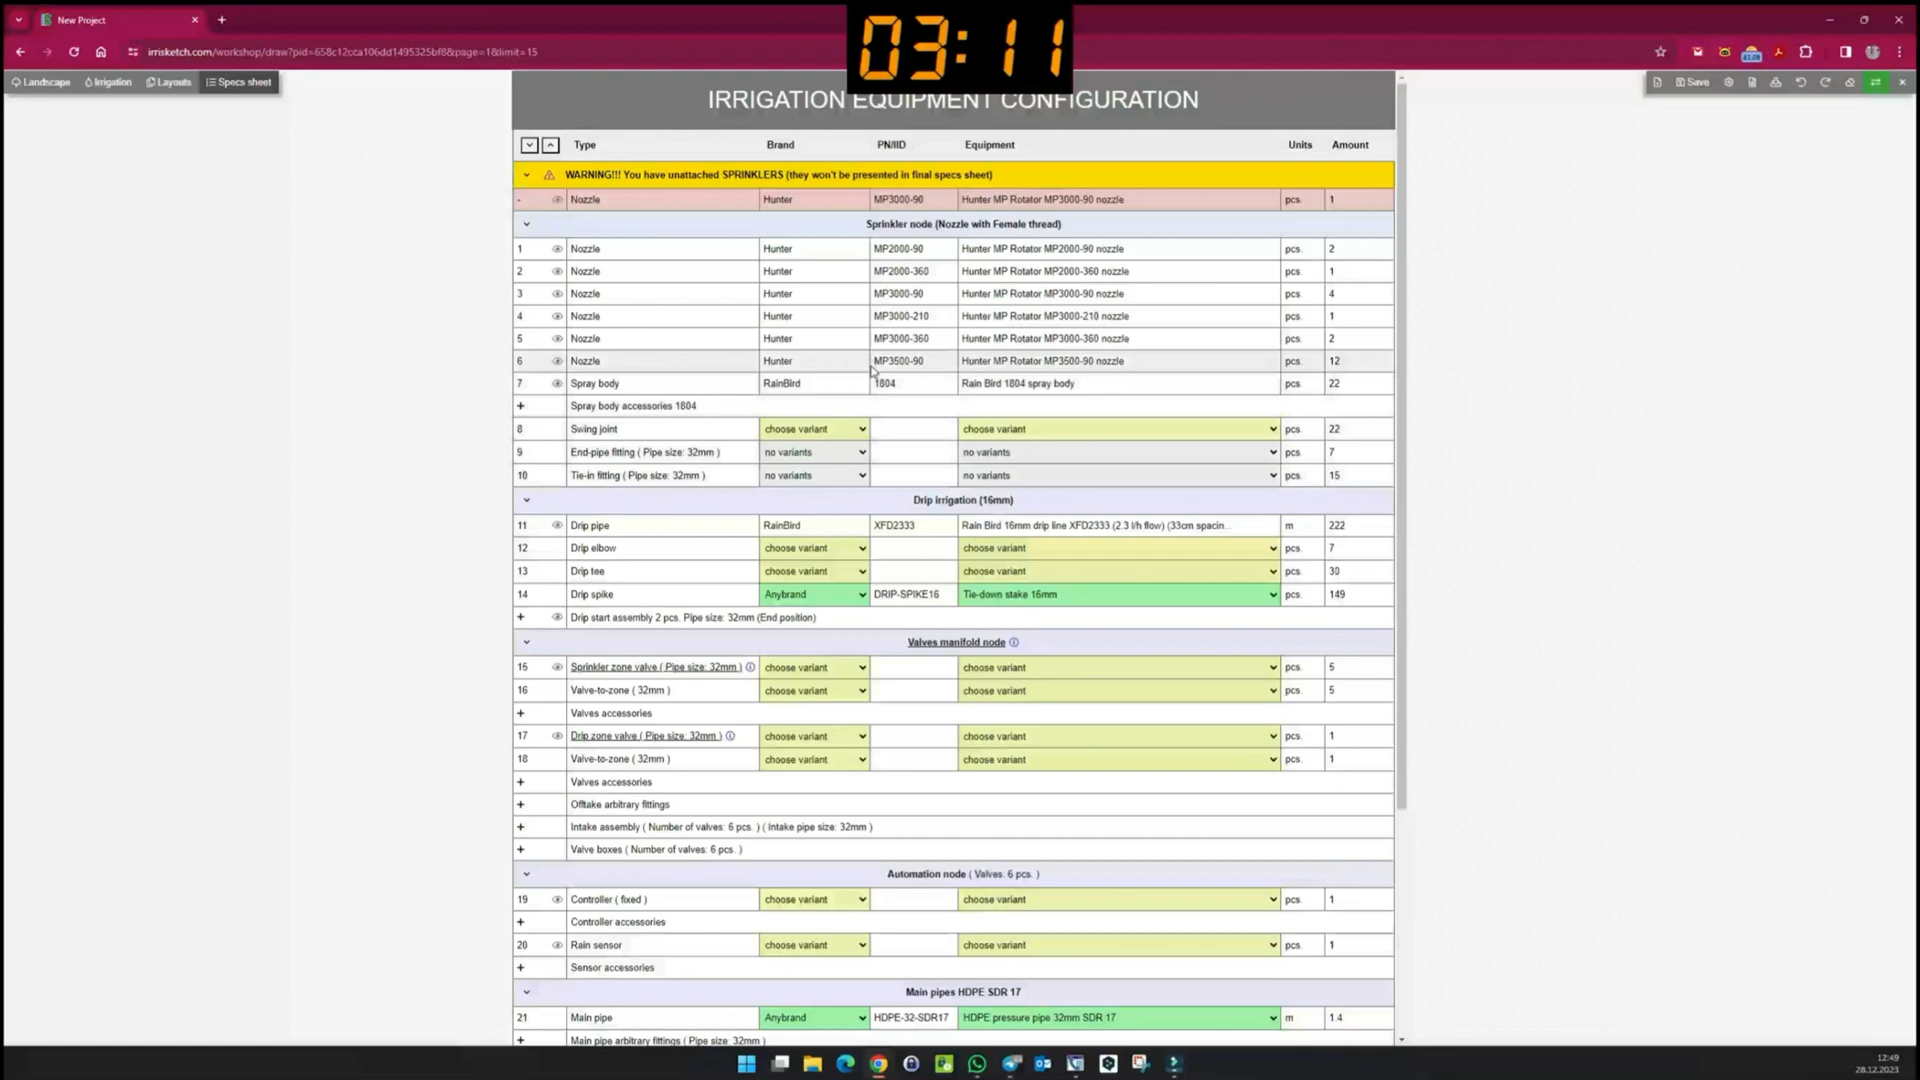 New Project
03:11
irrisketch.com/workshop/draw?pid=658c12cca106dd1495325bf8&page=1&limit=15
Landscape Irrigation Layouts Specs sheet
Save
IRRIGATION EQUIPMENT CONFIGURATION
Type Brand PN/IID Equipment Units Amount
WARNING!!! You have unattached SPRINKLERS (they won't be presented in final specs sheet)
- Nozzle Hunter MP3000-90 Hunter MP Rotator MP3000-90 nozzle pcs. 1
Sprinkler node (Nozzle with Female thread)
1 Nozzle Hunter MP2000-90 Hunter MP Rotator MP2000-90 nozzle pcs. 2
2 Nozzle Hunter MP2000-360 Hunter MP Rotator MP2000-360 nozzle pcs. 1
3 Nozzle Hunter MP3000-90 Hunter MP Rotator MP3000-90 nozzle pcs. 4
4 Nozzle Hunter MP3000-210 Hunter MP Rotator MP3000-210 nozzle pcs. 1
5 Nozzle Hunter MP3000-360 Hunter MP Rotator MP3000-360 nozzle pcs. 2
6 Nozzle Hunter MP3500-90 Hunter MP Rotator MP3500-90 nozzle pcs. 12
7 Spray body RainBird 1804 Rain Bird 1804 spray body pcs. 22
+ Spray body accessories 1804
8 Swing joint choose variant choose variant pcs. 22
9 End-pipe fitting ( Pipe size: 32mm ) no variants no variants pcs. 7
10 Tie-in fitting ( Pipe size: 32mm ) no variants no variants pcs. 15
Drip irrigation (16mm)
11 Drip pipe RainBird XFD2333 Rain Bird 16mm drip line XFD2333 (2.3 l/h flow) (33cm spacin... m 222
12 Drip elbow choose variant choose variant pcs. 7
13 Drip tee choose variant choose variant pcs. 30
14 Drip spike Anybrand DRIP-SPIKE16 Tie-down stake 16mm pcs. 149
+ Drip start assembly 2 pcs. Pipe size: 32mm (End position)
Valves manifold node
15 Sprinkler zone valve ( Pipe size: 32mm ) choose variant choose variant pcs. 5
16 Valve-to-zone ( 32mm ) choose variant choose variant pcs. 5
+ Valves accessories
17 Drip zone valve ( Pipe size: 32mm ) choose variant choose variant pcs. 1
18 Valve-to-zone ( 32mm ) choose variant choose variant pcs. 1
+ Valves accessories
+ Offtake arbitrary fittings
+ Intake assembly ( Number of valves: 6 pcs. ) ( Intake pipe size: 32mm )
+ Valve boxes ( Number of valves: 6 pcs. )
Automation node ( Valves: 6 pcs. )
19 Controller ( fixed ) choose variant choose variant pcs. 1
+ Controller accessories
20 Rain sensor choose variant choose variant pcs. 1
+ Sensor accessories
Main pipes HDPE SDR 17
21 Main pipe Anybrand HDPE-32-SDR17 HDPE pressure pipe 32mm SDR 17 m 1.4
+ Main pipe arbitrary fittings ( Pipe size: 32mm )
12:49
28.12.2023